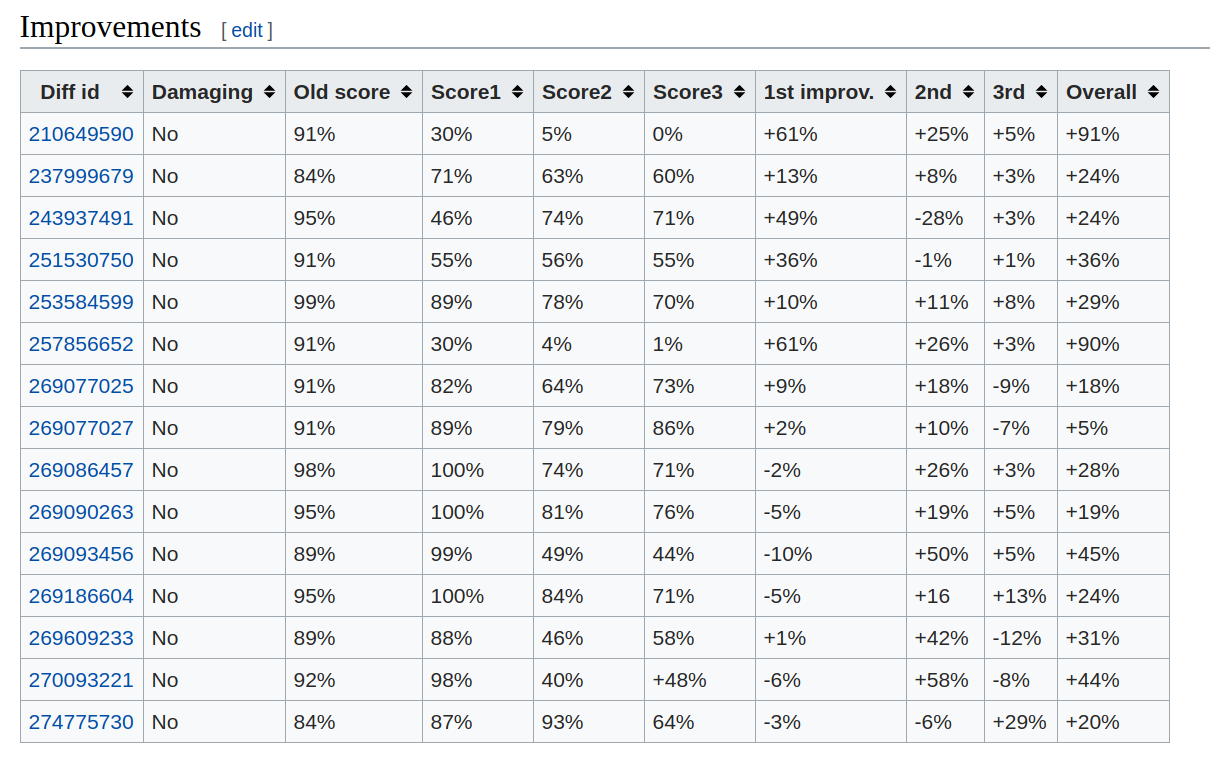 Improvements [ edit ]
Diff id Damaging Old score Score1 Score2 Score3 1st improv. 2nd 3rd Overall
210649590 No 91% 30% 5% 0% +61% +25% +5% +91%
237999679 No 84% 71% 63% 60% +13% +8% +3% +24%
243937491 No 95% 46% 74% 71% +49% -28% +3% +24%
251530750 No 91% 55% 56% 55% +36% -1% +1% +36%
253584599 No 99% 89% 78% 70% +10% +11% +8% +29%
257856652 No 91% 30% 4% 1% +61% +26% +3% +90%
269077025 No 91% 82% 64% 73% +9% +18% -9% +18%
269077027 No 91% 89% 79% 86% +2% +10% -7% +5%
269086457 No 98% 100% 74% 71% -2% +26% +3% +28%
269090263 No 95% 100% 81% 76% -5% +19% +5% +19%
269093456 No 89% 99% 49% 44% -10% +50% +5% +45%
269186604 No 95% 100% 84% 71% -5% +16 +13% +24%
269609233 No 89% 88% 46% 58% +1% +42% -12% +31%
270093221 No 92% 98% 40% +48% -6% +58% -8% +44%
274775730 No 84% 87% 93% 64% -3% -6% +29% +20%